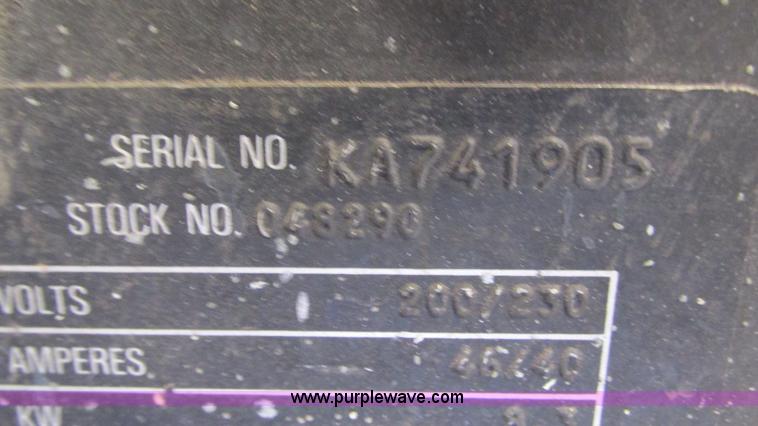 SERIAL NO. KA741905
STOCK NO. 048290
VOLTS 200/230
AMPERES 46/40
KW
www.purplewave.com